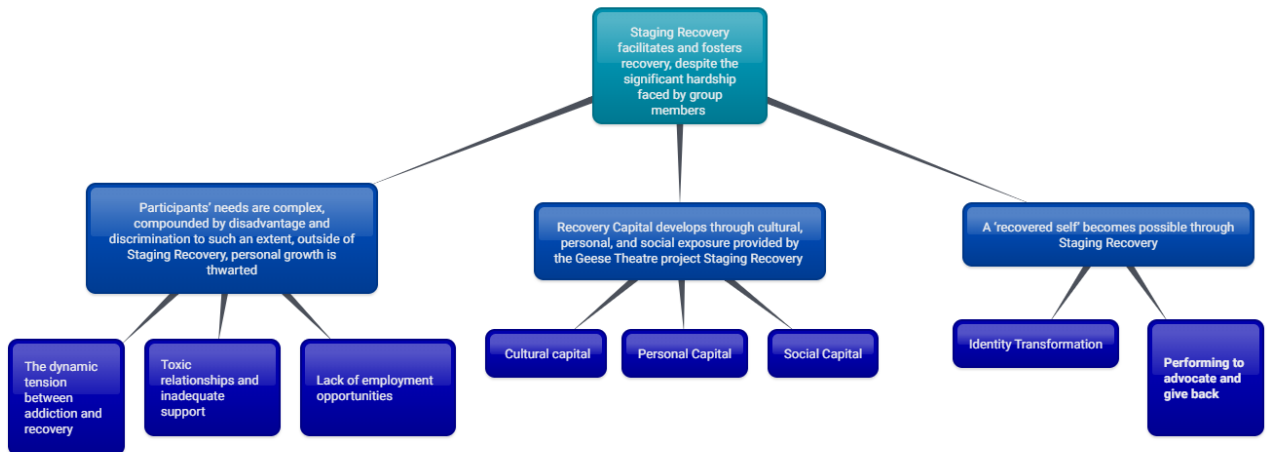 Staging Recovery
facilitates and fosters
recovery, despite the
significant hardship
faced by group
members
Participants' needs are complex,
compounded by disadvantage and
discrimination to such an extent, outside of
Staging Recovery, personal growth is
thwarted
Recovery Capital develops through cultural,
personal, and social exposure provided by
the Geese Theatre project Staging Recovery
A 'recovered self' becomes possible through
Staging Recovery
The dynamic
tension
between
addiction and
recovery
Toxic
relationships and
inadequate
support
Lack of employment
opportunities
Cultural capital
Personal Capital
Social Capital
Identity Transformation
Performing to
advocate and
give back